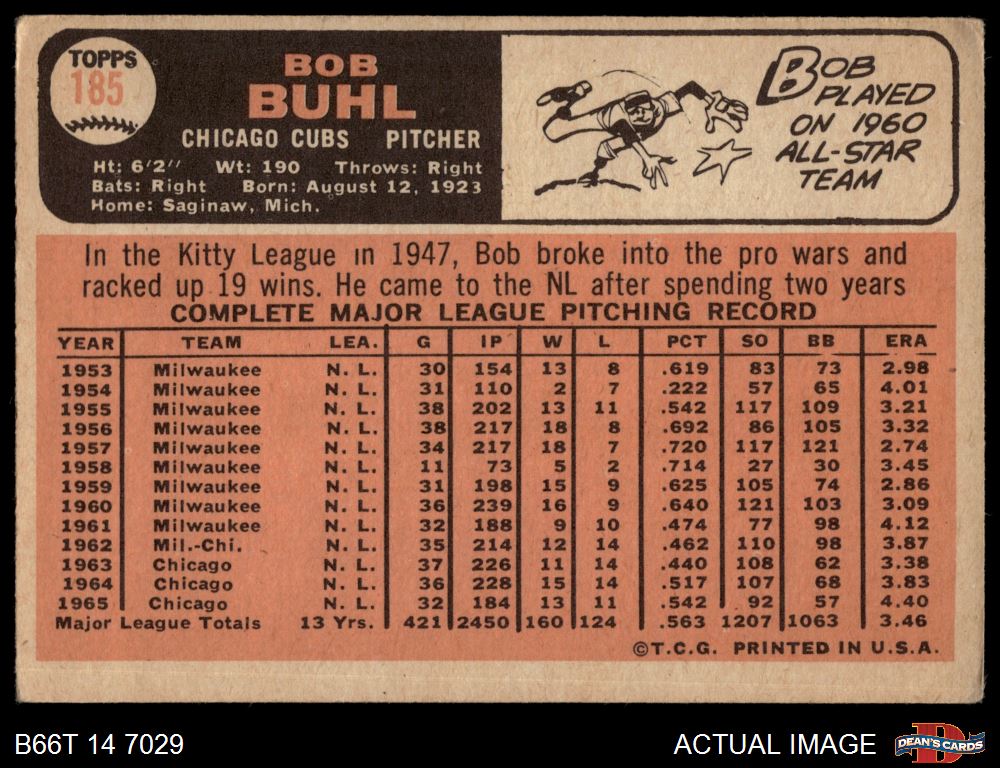 TOPPS
185
BOB
BUHL
CHICAGO CUBS PITCHER
Ht: 6'2" Wt: 190 Throws: Right
Bats: Right Born: August 12, 1923
Home: Saginaw, Mich.
BOB
PLAYED
ON 1960
ALL-STAR
TEAM
In the Kitty League in 1947, Bob broke into the pro wars and
racked up 19 wins. He came to the NL after spending two years
COMPLETE MAJOR LEAGUE PITCHING RECORD
YEAR TEAM LEA. G IP W L PCT SO BB ERA
1953 Milwaukee N. L. 30 154 13 8 .619 83 73 2.98
1954 Milwaukee N. L. 31 110 2 7 .222 57 65 4.01
1955 Milwaukee N. L. 38 202 13 11 .542 117 109 3.21
1956 Milwaukee N. L. 38 217 18 8 .692 86 105 3.32
1957 Milwaukee N. L. 34 217 18 7 .720 117 121 2.74
1958 Milwaukee N. L. 11 73 5 2 .714 27 30 3.45
1959 Milwaukee N. L. 31 198 15 9 .625 105 74 2.86
1960 Milwaukee N. L. 36 239 16 9 .640 121 103 3.09
1961 Milwaukee N. L. 32 188 9 10 .474 77 98 4.12
1962 Mil.-Chi. N. L. 35 214 12 14 .462 110 98 3.87
1963 Chicago N. L. 37 226 11 14 .440 108 62 3.38
1964 Chicago N. L. 36 228 15 14 .517 107 68 3.83
1965 Chicago N. L. 32 184 13 11 .542 92 57 4.40
Major League Totals 13 Yrs. 421 2450 160 124 .563 1207 1063 3.46
©T.C.G. PRINTED IN U.S.A.
B66T 14 7029
ACTUAL IMAGE
D
DEAN'S CARDS